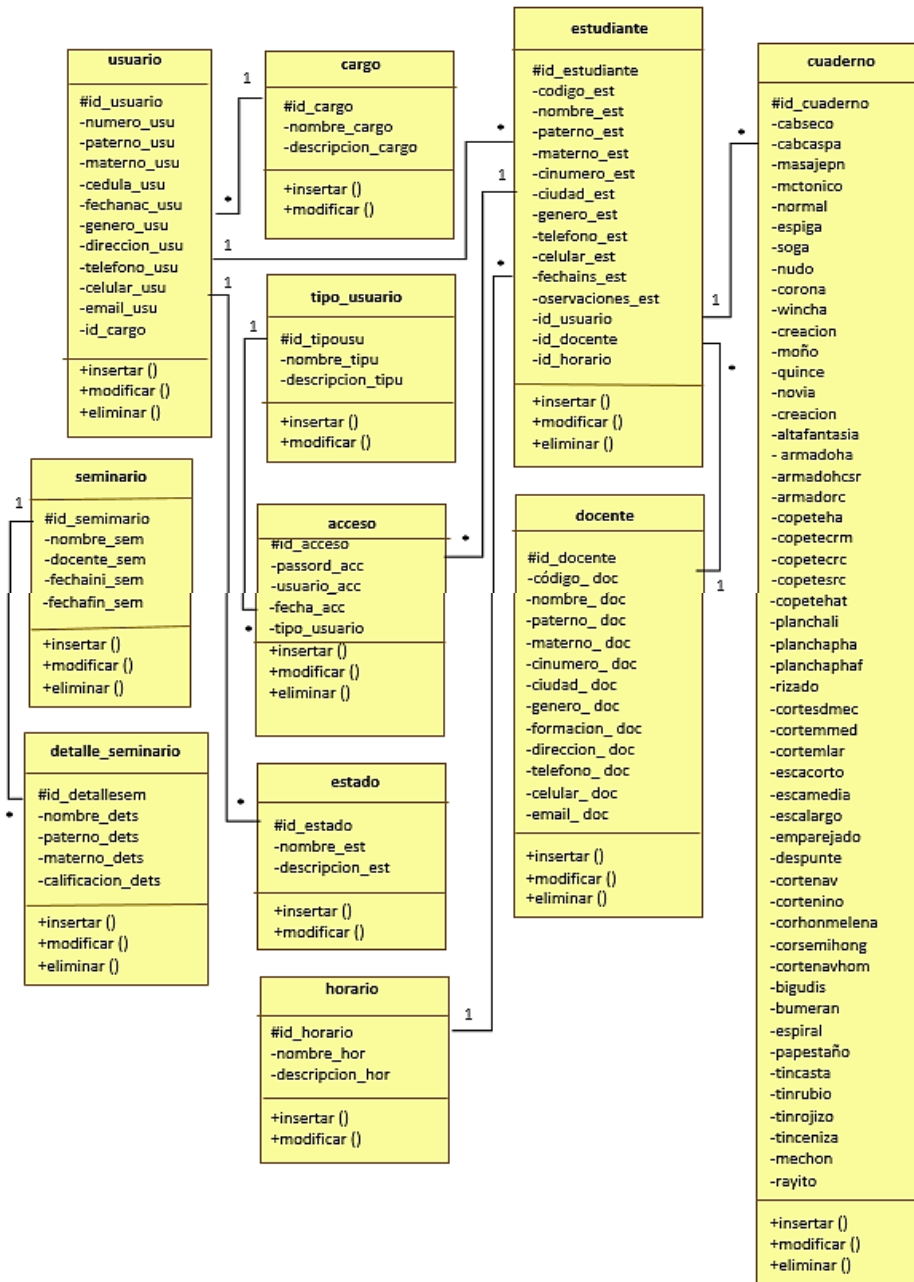 usuario
#id_usuario
-numero_usu
-paterno_usu
-materno_usu
-cedula_usu
-fechanac_usu
-genero_usu
-direccion_usu
-telefono_usu
-celular_usu
-email_usu
-id_cargo
+insertar ()
+modificar ()
+eliminar ()
1
*
1
1
cargo
#id_cargo
-nombre_cargo
-descripcion_cargo
+insertar ()
+modificar ()
tipo_usuario
1
#id_tipousu
-nombre_tipu
-descripcion_tipu
+insertar ()
+modificar ()
estudiante
#id_estudiante
-codigo_est
-nombre_est
-paterno_est
-materno_est
-cinumero_est
-ciudad_est
-genero_est
-telefono_est
-celular_est
-fechains_est
-oservaciones_est
-id_usuario
-id_docente
-id_horario
+insertar ()
+modificar ()
+eliminar ()
*
1
*
*
1
*
cuaderno
#id_cuaderno
-cabseco
-cabcaspa
-masajepn
-mctonico
-normal
-espiga
-soga
-nudo
-corona
-wincha
-creacion
-moño
-quince
-novia
-creacion
-altafantasia
- armadoha
-armadohcsr
-armadorc
-copeteha
-copetecrm
-copetecrc
-copetesrc
-copetehat
-planchali
-planchapha
-planchaphaf
-rizado
-cortesdmec
-cortemmed
-cortemlar
-escacorto
-escamedia
-escalargo
-emparejado
-despunte
-cortenav
-cortenino
-corhonmelena
-corsemihong
-cortenavhom
-bigudis
-bumeran
-espiral
-papestaño
-tincasta
-tinrubio
-tinrojizo
-tinceniza
-mechon
-rayito
+insertar ()
+modificar ()
+eliminar ()
seminario
1
#id_semimario
-nombre_sem
-docente_sem
-fechaini_sem
-fechafin_sem
+insertar ()
+modificar ()
+eliminar ()
acceso
*
#id_acceso
-passord_acc
-usuario_acc
-fecha_acc
-tipo_usuario
*
+insertar ()
+modificar ()
+eliminar ()
docente
#id_docente
-código_ doc
-nombre_ doc
-paterno_ doc
-materno_ doc
-cinumero_ doc
-ciudad_ doc
-genero_ doc
-formacion_ doc
-direccion_ doc
-telefono_ doc
-celular_ doc
-email_ doc
+insertar ()
+modificar ()
+eliminar ()
1
detalle_seminario
#id_detallesem
-nombre_dets
-paterno_dets
-materno_dets
-calificacion_dets
+insertar ()
+modificar ()
+eliminar ()
*
estado
*
#id_estado
-nombre_est
-descripcion_est
+insertar ()
+modificar ()
horario
1
#id_horario
-nombre_hor
-descripcion_hor
+insertar ()
+modificar ()